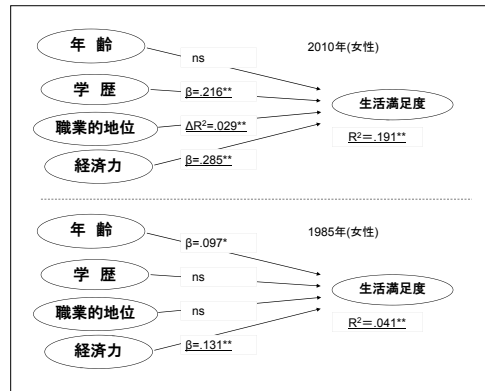 年 齢
ns
2010年(女性)
学 歴
β=.216**
生活満足度
職業的地位
ΔR²=.029**
R²=.191**
経済力
β=.285**
年 齢
β=.097*
1985年(女性)
学 歴
ns
生活満足度
職業的地位
ns
R²=.041**
経済力
β=.131**